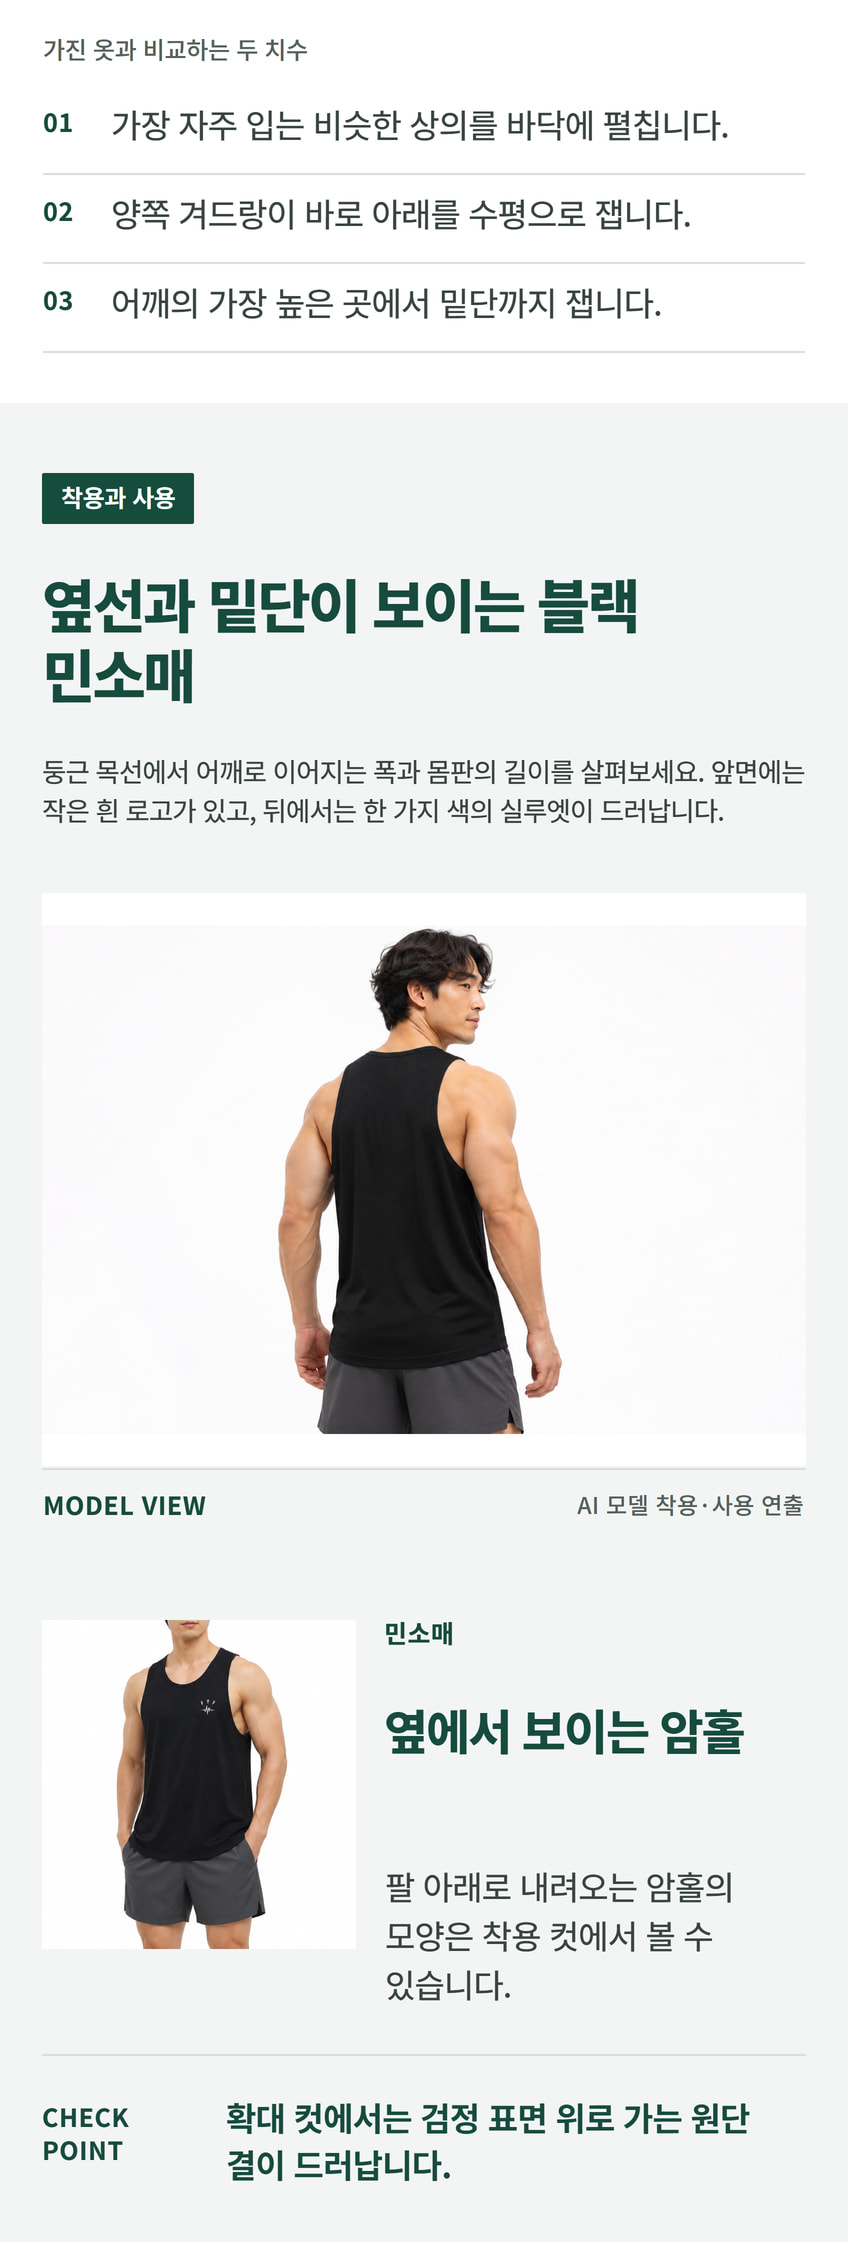 가진 옷과 비교하는 두 치수
01 가장 자주 입는 비슷한 상의를 바닥에 펼칩니다.
02 양쪽 겨드랑이 바로 아래를 수평으로 잽니다.
03 어깨의 가장 높은 곳에서 밑단까지 잽니다.
착용과 사용
옆선과 밑단이 보이는 블랙
민소매
둥근 목선에서 어깨로 이어지는 폭과 몸판의 길이를 살펴보세요. 앞면에는
작은 흰 로고가 있고, 뒤에서는 한 가지 색의 실루엣이 드러납니다.
MODEL VIEW
AI 모델 착용·사용 연출
민소매
옆에서 보이는 암홀
팔 아래로 내려오는 암홀의
모양은 착용 컷에서 볼 수
있습니다.
CHECK
POINT
확대 컷에서는 검정 표면 위로 가는 원단
결이 드러납니다.